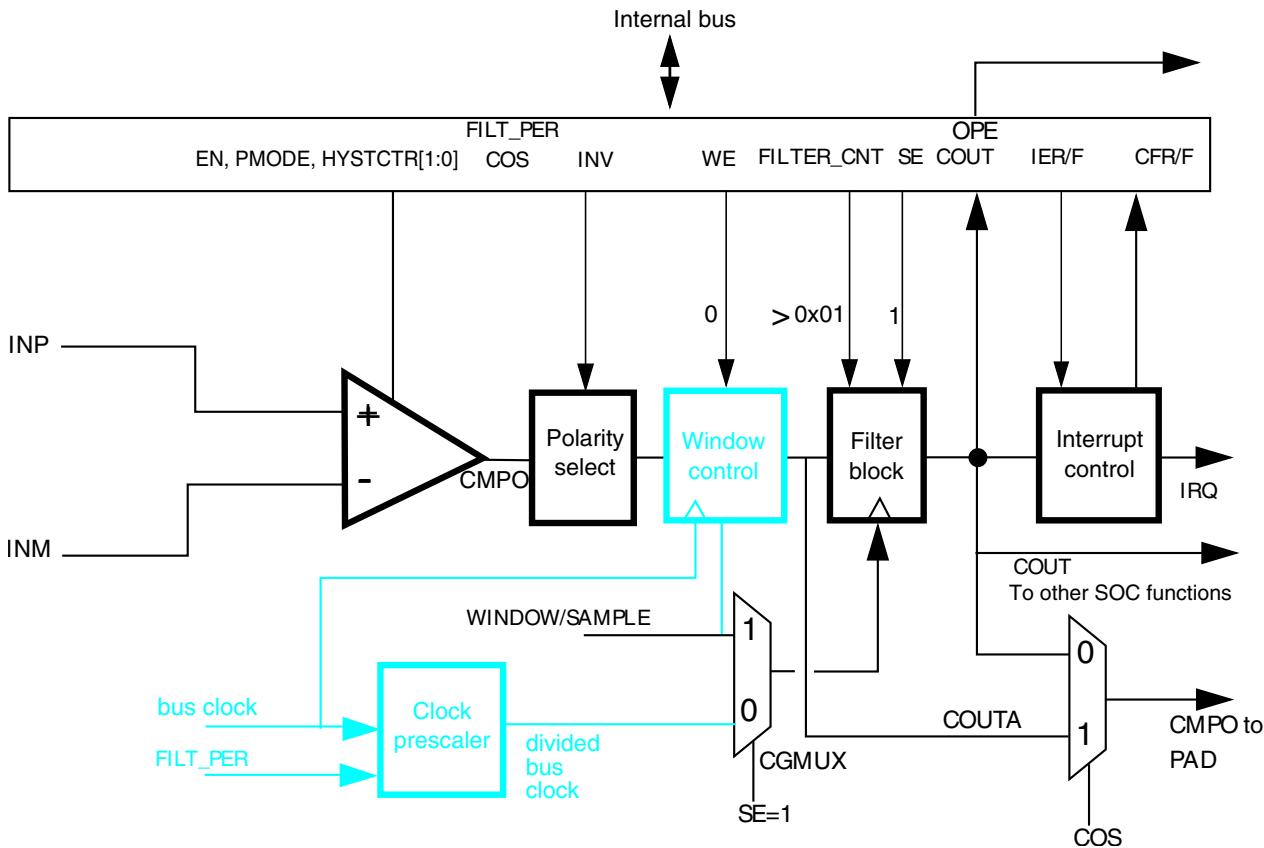 Internal bus
FILT_PER
OPE
EN, PMODE, HYSTCTR[1:0]
COS
INV
WE
FILTER_CNT
SE
COUT
IER/F
CFR/F
0
> 0x01
1
INP
+
-
INM
CMPO
Polarity
select
Window
control
Filter
block
Interrupt
control
IRQ
COUT
To other SOC functions
WINDOW/SAMPLE
1
0
CGMUX
SE=1
bus clock
FILT_PER
Clock
prescaler
divided
bus
clock
COUTA
0
1
COS
CMPO to
PAD